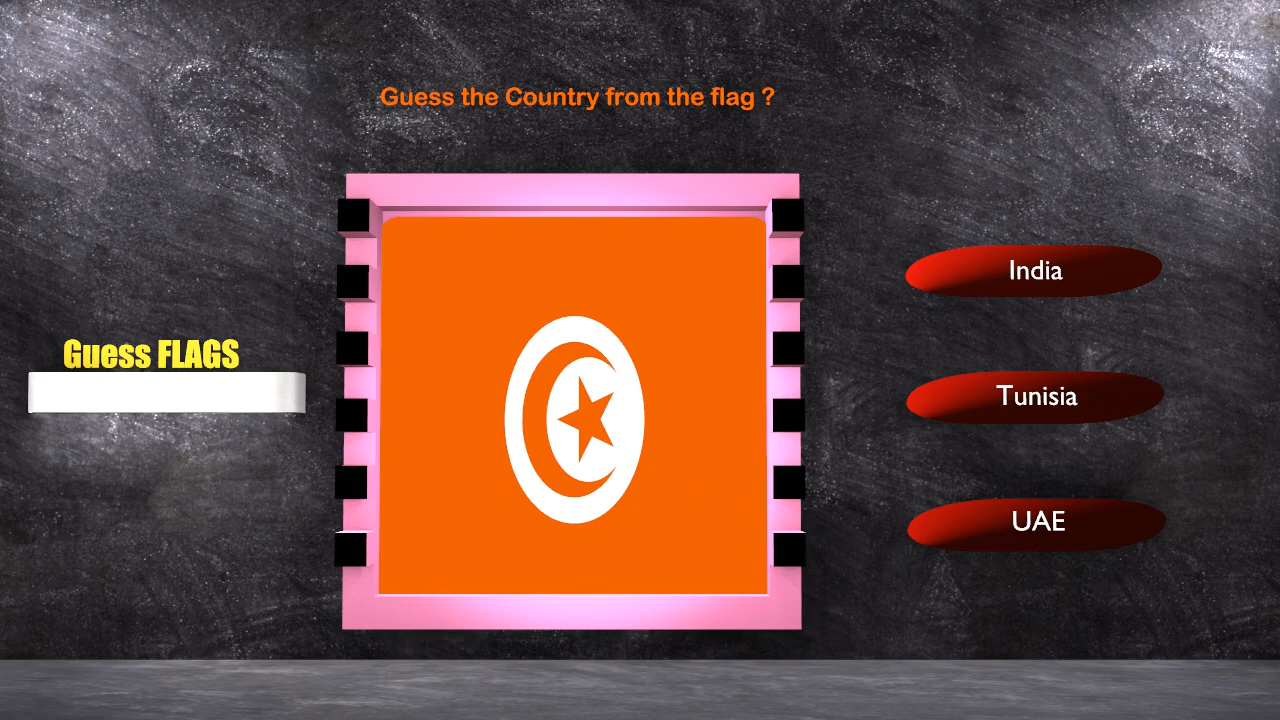 Guess the Country from the flag ?
Guess FLAGS
India
Tunisia
UAE